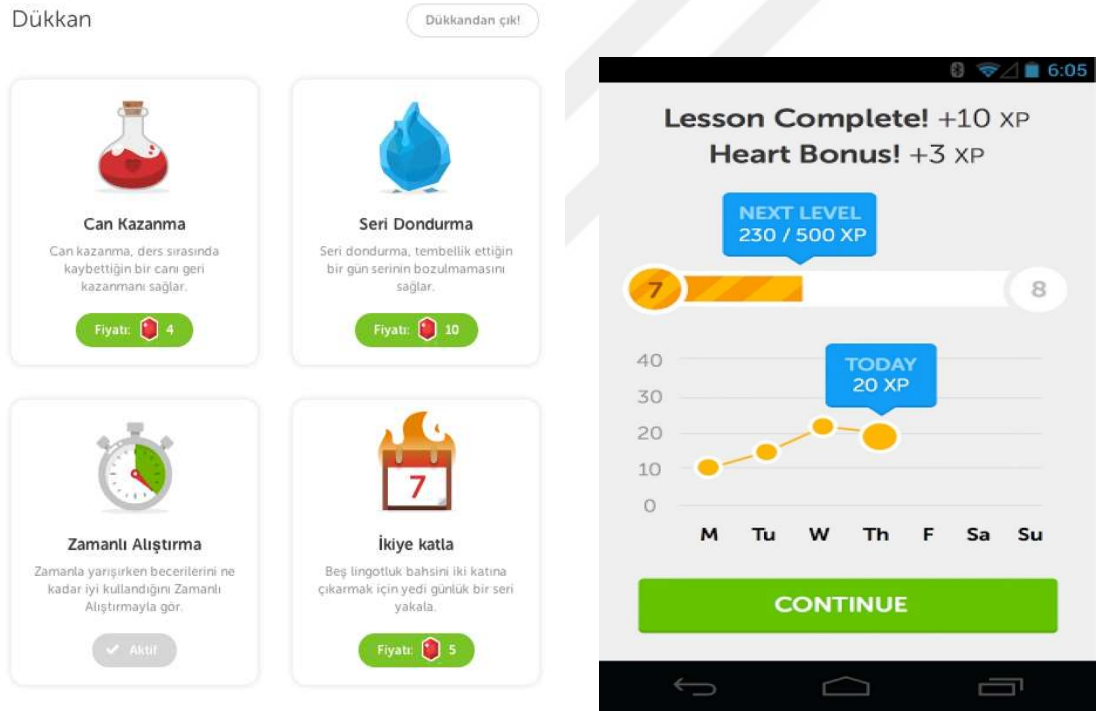 Dükkan
Dükkandan çık!
Can Kazanma
Can kazanma, ders sırasında
kaybettiğin bir canı geri
kazanmanı sağlar.
Fiyatı: 4
Seri Dondurma
Seri dondurma, tembellik ettiğin
bir gün serinin bozulmamasını
sağlar.
Fiyatı: 10
Zamanlı Alıştırma
Zamanla yarışırken becerilerini ne
kadar iyi kullandığını Zamanlı
Alıştırmayla gör.
Aktif
7
İkiye katla
Beş lingotluk bahsini iki katına
çıkarmak için yedi günlük bir seri
yakala.
Fiyatı: 5
6:05
Lesson Complete! +10 XP
Heart Bonus! +3 XP
NEXT LEVEL
230 / 500 XP
7
8
TODAY
20 XP
40
30
20
10
0
M Tu W Th F Sa Su
CONTINUE